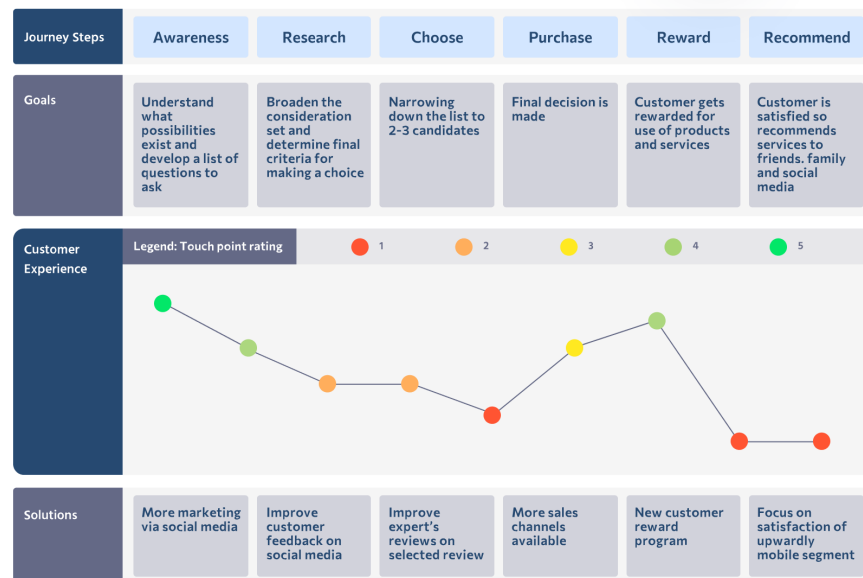 Journey Steps
Awareness
Research
Choose
Purchase
Reward
Recommend
Goals
Understand
what
possibilities
exist and
develop a list of
questions to
ask
Broaden the
consideration
set and
determine final
criteria for
making a choice
Narrowing
down the list to
2-3 candidates
Final decision is
made
Customer gets
rewarded for
use of products
and services
Customer is
satisfied so
recommends
services to
friends. family
and social
media
Customer
Experience
Legend: Touch point rating
1
2
3
4
5
Solutions
More marketing
via social media
Improve
customer
feedback on
social media
Improve
expert's
reviews on
selected review
More sales
channels
available
New customer
reward
program
Focus on
satisfaction of
upwardly
mobile segment